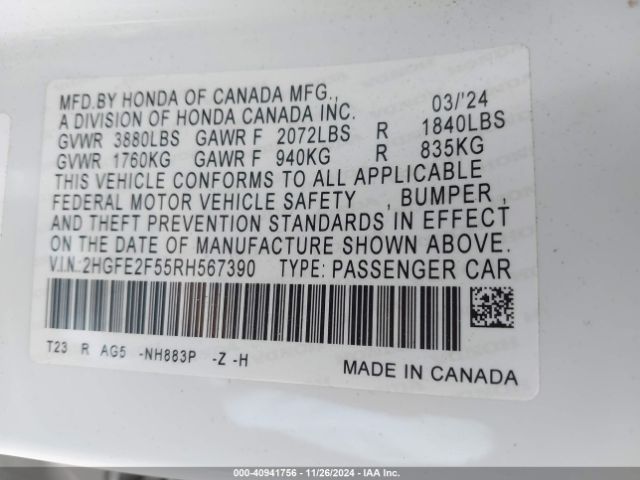 MFD.BY HONDA OF CANADA MFG., 03/'24
A DIVISION OF HONDA CANADA INC.
GVWR 3880LBS GAWR F 2072LBS R 1840LBS
GVWR 1760KG GAWR F 940KG R 835KG
THIS VEHICLE CONFORMS TO ALL APPLICABLE
FEDERAL MOTOR VEHICLE SAFETY , BUMPER ,
AND THEFT PREVENTION STANDARDS IN EFFECT
ON THE DATE OF MANUFACTURE SHOWN ABOVE.
V.I.N.:2HGFE2F55RH567390 TYPE: PASSENGER CAR
T23 R AG5 -NH883P -Z -H
MADE IN CANADA
000-40941756 - 11/26/2024 - IAA Inc.